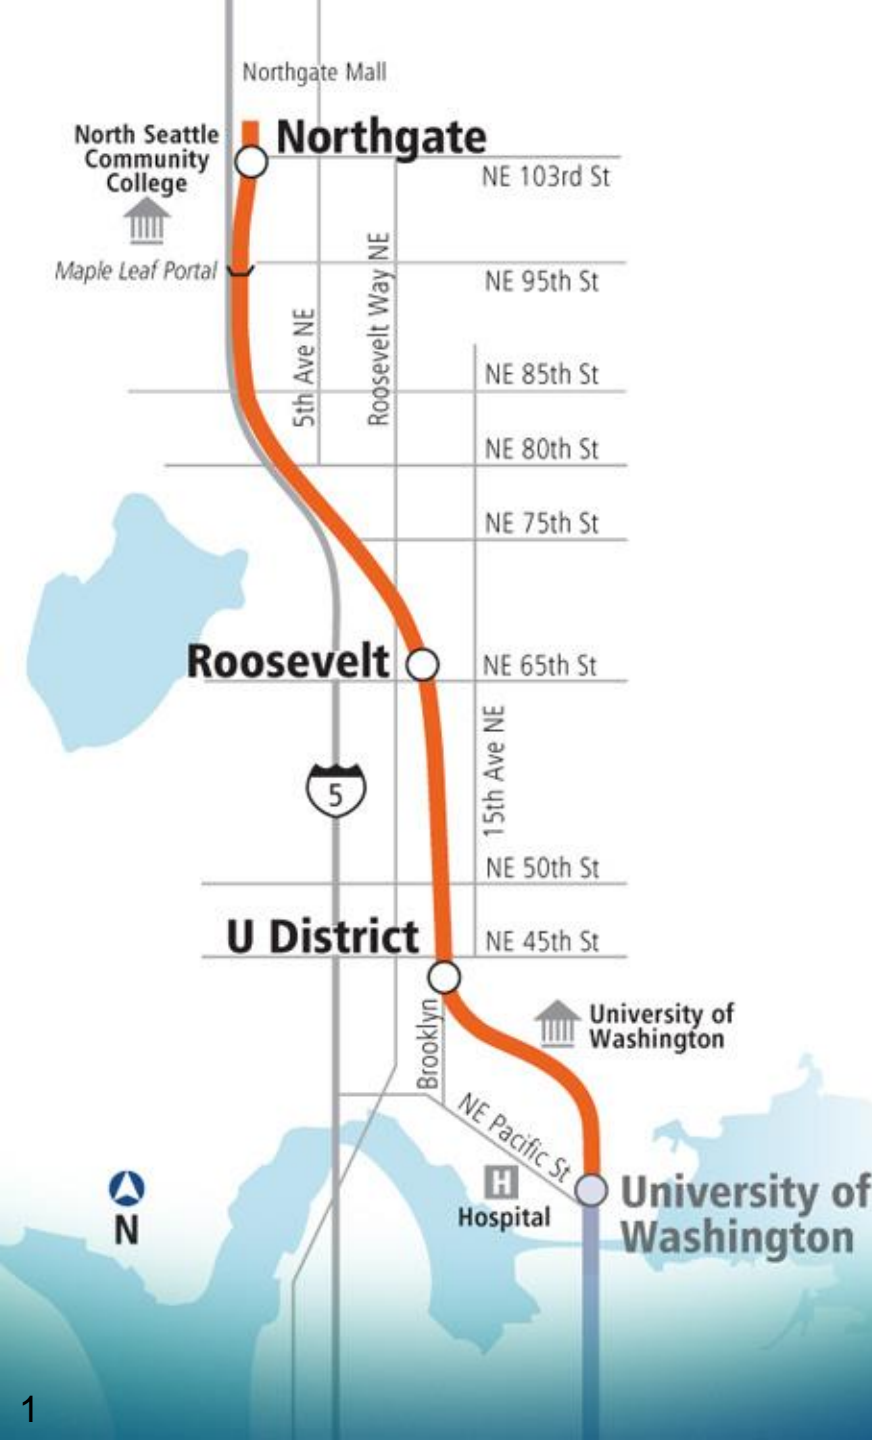 Northgate Mall
North Seattle
Community
College
Northgate
NE 103rd St
Maple Leaf Portal
NE 95th St
5th Ave NE
Roosevelt Way NE
NE 85th St
NE 80th St
NE 75th St
Roosevelt
NE 65th St
15th Ave NE
5
NE 50th St
U District
NE 45th St
Brooklyn
University of
Washington
NE Pacific St
H
Hospital
University of
Washington
N
1